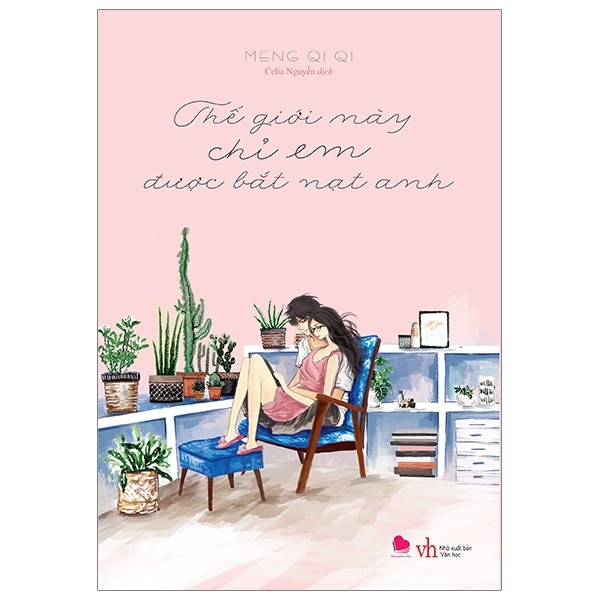 MENG QI QI
Celia Nguyễn dịch
Thế giới này
chỉ em
được bắt nạt anh
vh Nhà xuất bản
Văn học